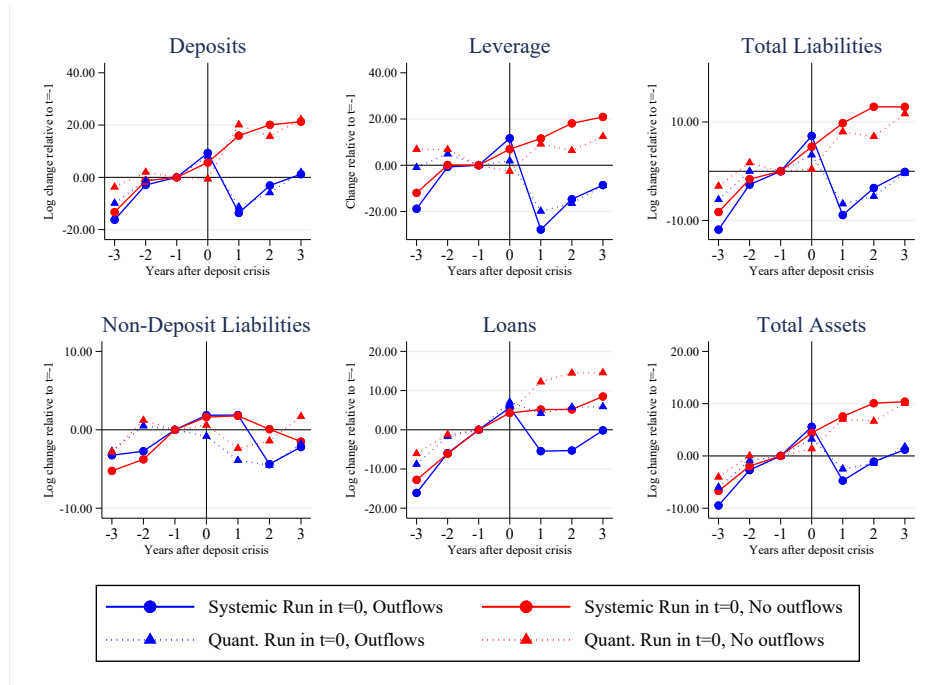 Deposits
Leverage
Total Liabilities
Log change relative to t=-1
40.00
20.00
0.00
-20.00
-3 -2 -1 0 1 2 3
Years after deposit crisis
Change relative to t=-1
40.00
20.00
0.00
-20.00
-3 -2 -1 0 1 2 3
Years after deposit crisis
Log change relative to t=-1
10.00
-10.00
-3 -2 -1 0 1 2 3
Years after deposit crisis
Non-Deposit Liabilities
Loans
Total Assets
Log change relative to t=-1
10.00
0.00
-10.00
-3 -2 -1 0 1 2 3
Years after deposit crisis
Log change relative to t=-1
20.00
10.00
0.00
-10.00
-20.00
-3 -2 -1 0 1 2 3
Years after deposit crisis
Log change relative to t=-1
20.00
10.00
0.00
-10.00
-3 -2 -1 0 1 2 3
Years after deposit crisis
Systemic Run in t=0, Outflows
Systemic Run in t=0, No outflows
Quant. Run in t=0, Outflows
Quant. Run in t=0, No outflows